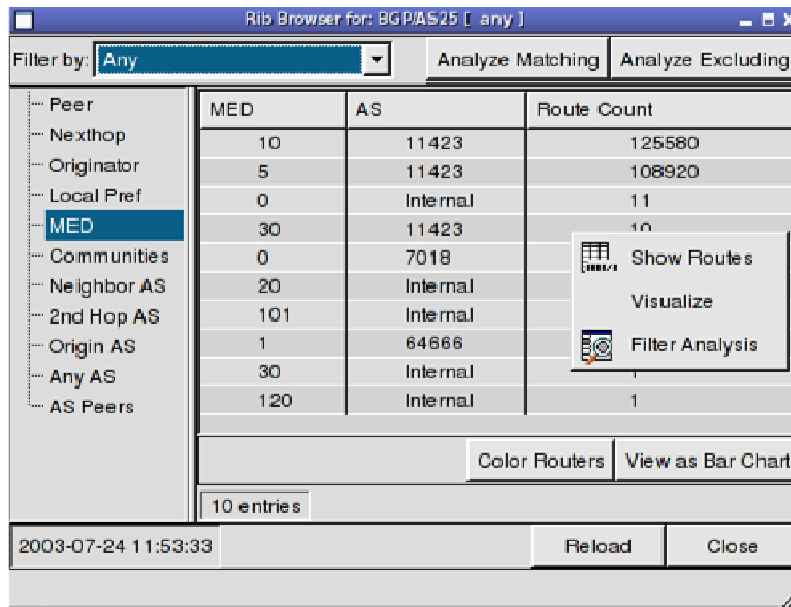 Rib Browser for: BGP/AS25 [ any ]
Filter by: Any Analyze Matching Analyze Excluding
Peer
Nexthop
Originator
Local Pref
MED
Communities
Neighbor AS
2nd Hop AS
Origin AS
Any AS
AS Peers
MED AS Route Count
10 11423 125580
5 11423 108920
0 Internal 11
30 11423 10
0 7018
20 Internal
101 Internal
1 64666
30 Internal 1
120 Internal 1
Show Routes
Visualize
Filter Analysis
Color Routers View as Bar Chart
10 entries
2003-07-24 11:53:33 Reload Close